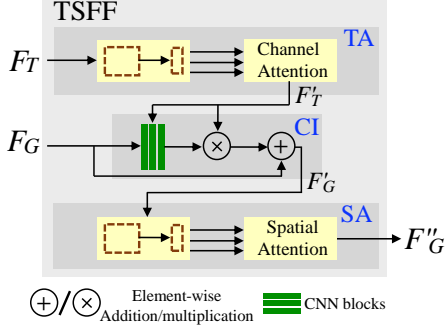 TSFF
TA
F_T
Channel
Attention
F'_T
CI
F_G
F'_G
SA
Spatial
Attention
F''_G
⊕/⊗ Element-wise
Addition/multiplication
CNN blocks